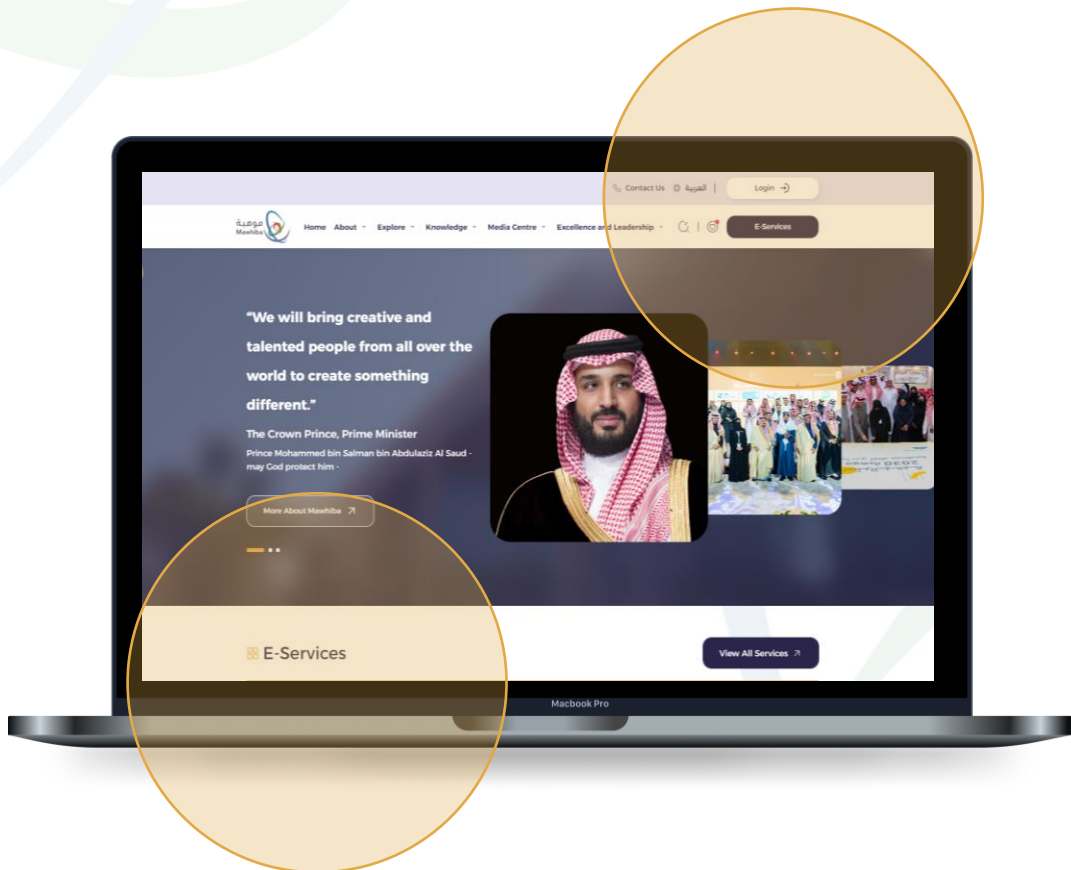 Contact Us
العربية
|
Login
موهبة
Mawhiba
Home
About
Explore
Knowledge
Media Centre
Excellence and Leadership
|
E-Services
"We will bring creative and
talented people from all over the
world to create something
different."
The Crown Prince, Prime Minister
Prince Mohammed bin Salman bin Abdulaziz Al Saud -
may God protect him -
More About Mawhiba
2030
E-Services
View All Services
Macbook Pro